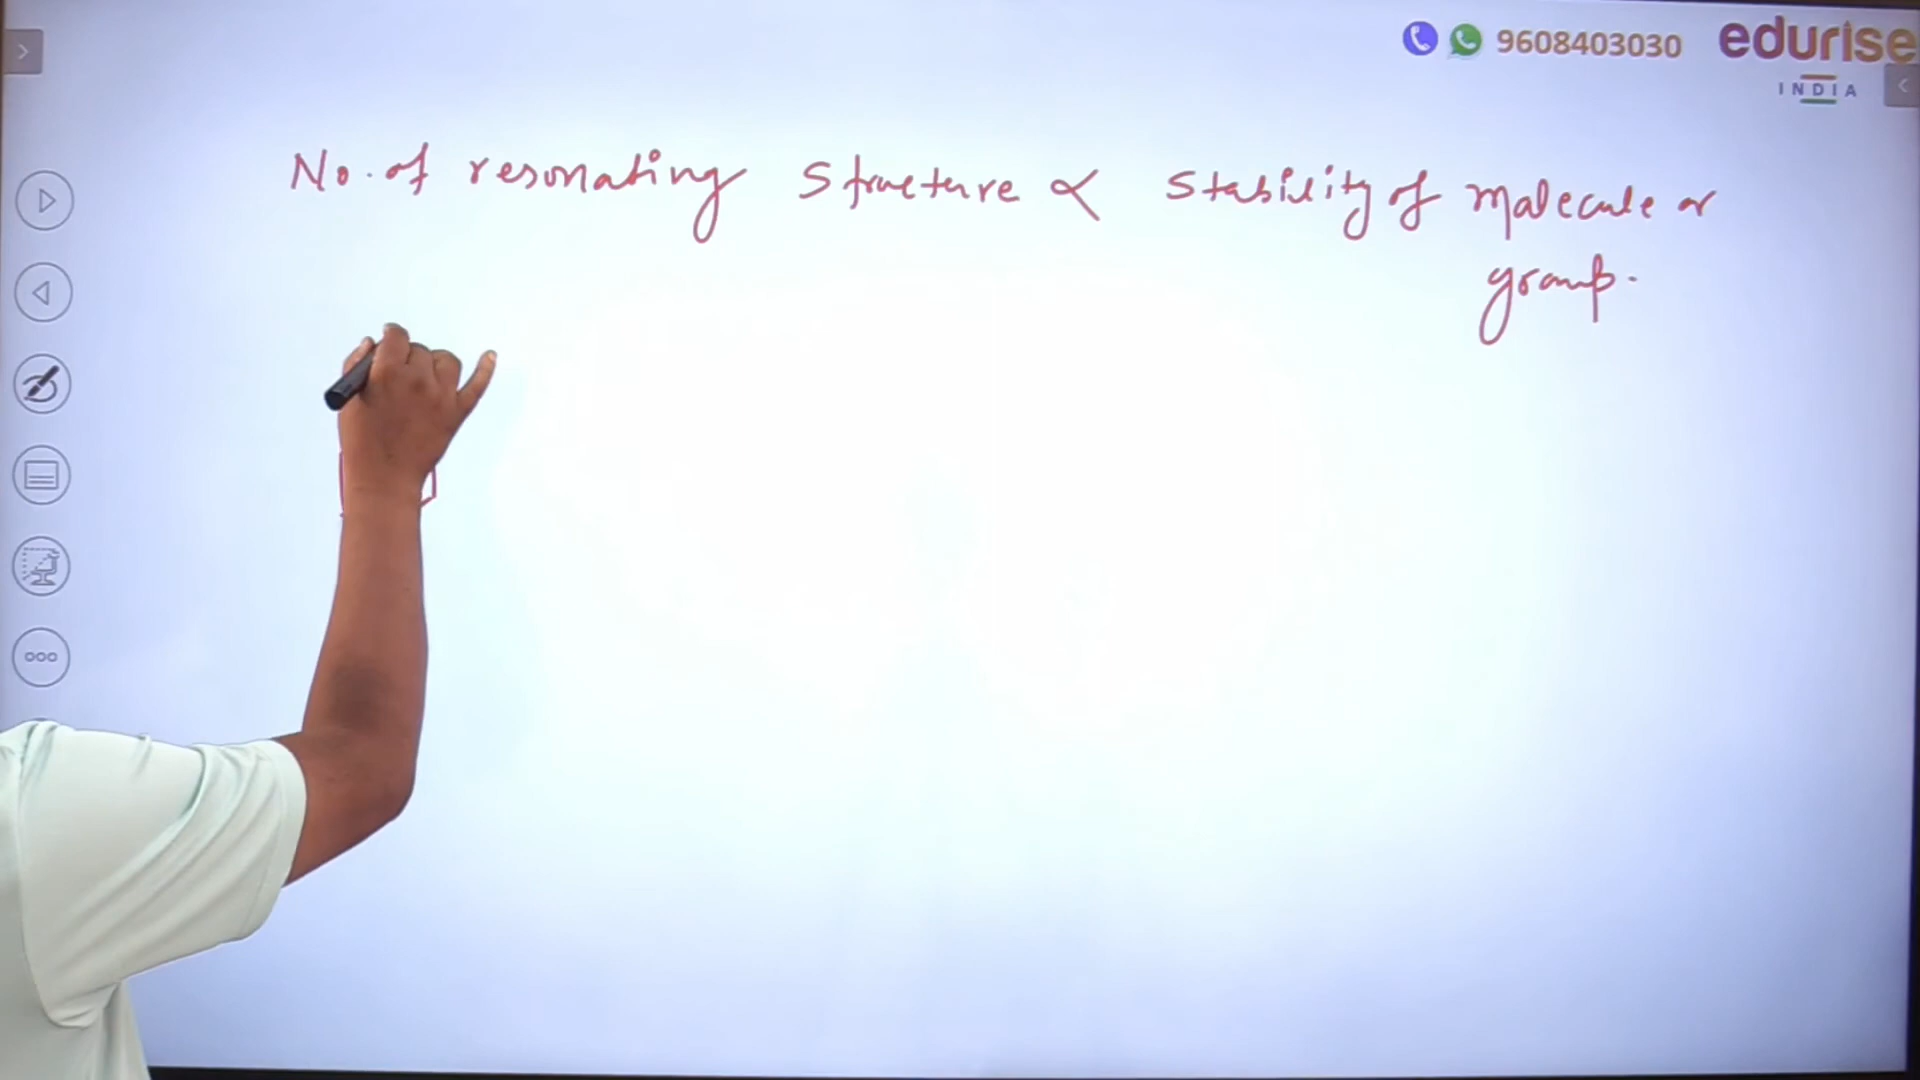 9608403030 edurise
INDIA
No. of resonating Structure ∝ Stability of molecule or
group.